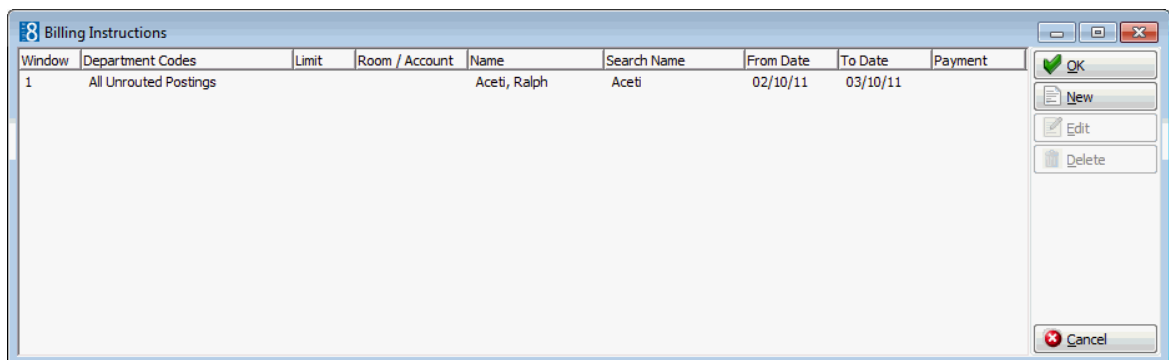 8 Billing Instructions
Window Department Codes Limit Room / Account Name Search Name From Date To Date Payment
1 All Unrouted Postings Aceti, Ralph Aceti 02/10/11 03/10/11
OK
New
Edit
Delete
Cancel